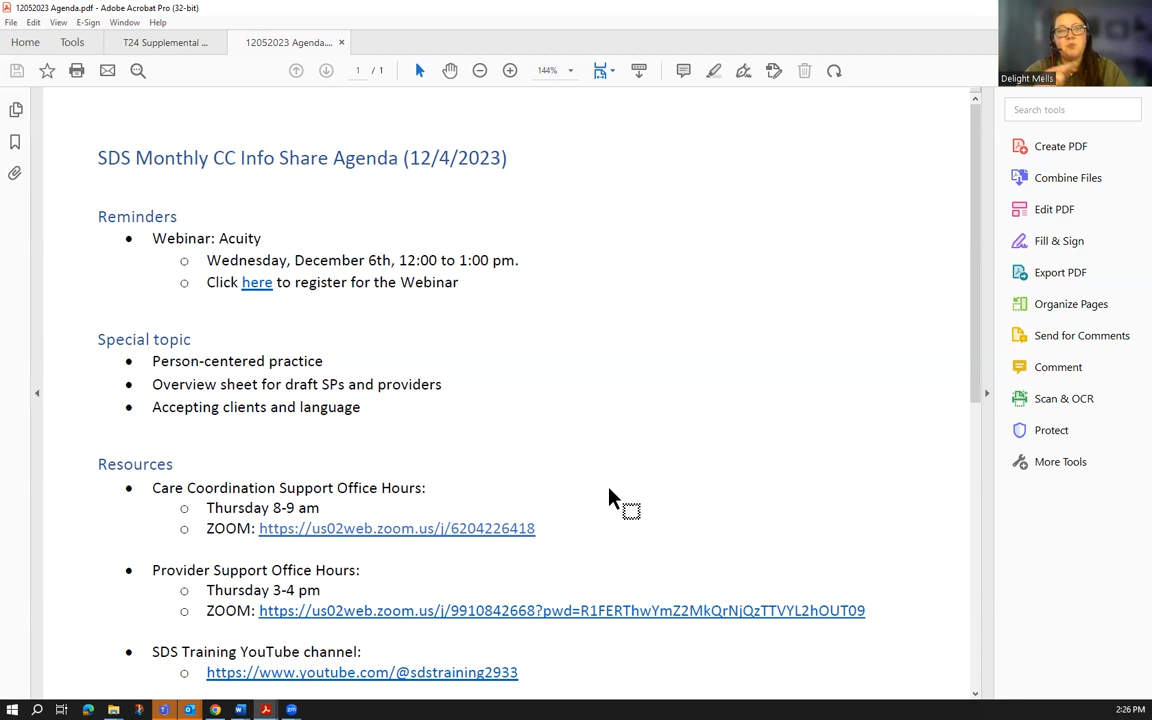 12052023 Agenda.pdf - Adobe Acrobat Pro (32-bit)
File Edit View E-Sign Window Help
Home Tools T24 Supplemental ... 12052023 Agenda.... ×
1 / 1 144%
Delight Mells
Search tools
Create PDF
Combine Files
Edit PDF
Fill & Sign
Export PDF
Organize Pages
Send for Comments
Comment
Scan & OCR
Protect
More Tools
SDS Monthly CC Info Share Agenda (12/4/2023)
Reminders
• Webinar: Acuity
○ Wednesday, December 6th, 12:00 to 1:00 pm.
○ Click here to register for the Webinar
Special topic
• Person-centered practice
• Overview sheet for draft SPs and providers
• Accepting clients and language
Resources
• Care Coordination Support Office Hours:
○ Thursday 8-9 am
○ ZOOM: https://us02web.zoom.us/j/6204226418
• Provider Support Office Hours:
○ Thursday 3-4 pm
○ ZOOM: https://us02web.zoom.us/j/9910842668?pwd=R1FERThwYmZ2MkQrNjQzTTVYL2hOUT09
• SDS Training YouTube channel:
○ https://www.youtube.com/@sdstraining2933
2:26 PM